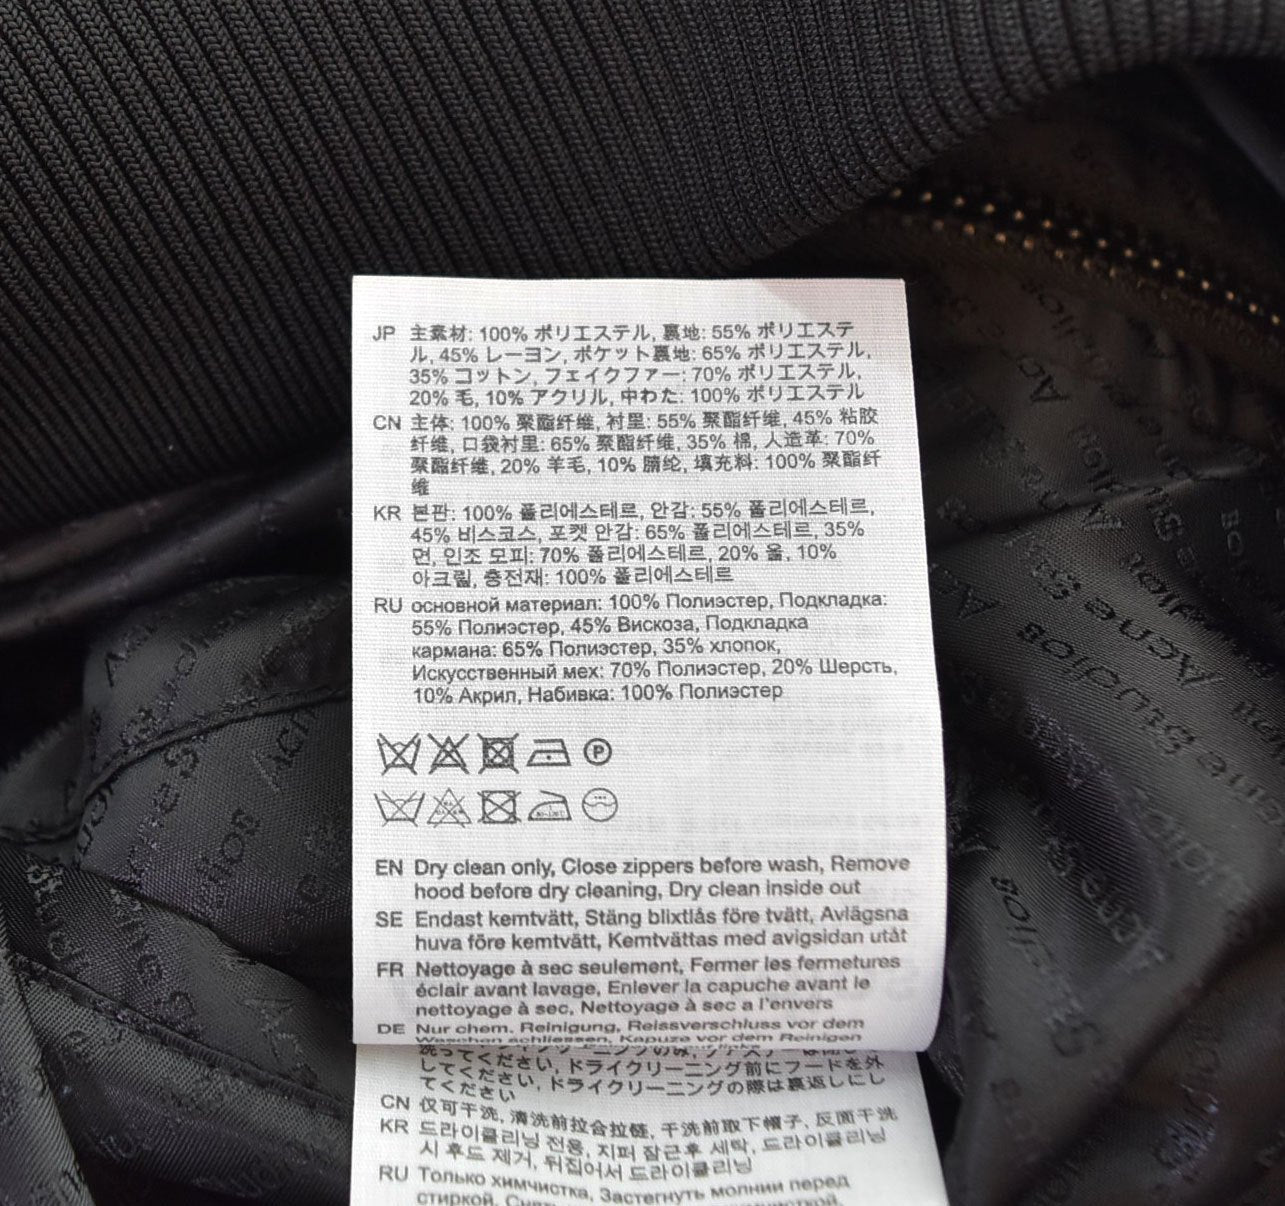 JP 主素材: 100% ポリエステル, 裏地: 55% ポリエステ
ル, 45% レーヨン, ポケット裏地: 65% ポリエステル,
35% コットン, フェイクファー: 70% ポリエステル,
20% 毛, 10% アクリル, 中わた: 100% ポリエステル
CN 主体: 100% 聚酯纤维, 衬里: 55% 聚酯纤维, 45% 粘胶
纤维, 口袋衬里: 65% 聚酯纤维, 35% 棉, 人造革: 70%
聚酯纤维, 20% 羊毛, 10% 腈纶, 填充料: 100% 聚酯纤
维
KR 본판: 100% 폴리에스테르, 안감: 55% 폴리에스테르,
45% 비스코스, 포켓 안감: 65% 폴리에스테르, 35%
면, 인조 모피: 70% 폴리에스테르, 20% 울, 10%
아크릴, 충전재: 100% 폴리에스테르
RU основной материал: 100% Полиэстер, Подкладка:
55% Полиэстер, 45% Вискоза, Подкладка
кармана: 65% Полиэстер, 35% хлопок,
Искусственный мех: 70% Полиэстер, 20% Шерсть,
10% Акрил, Набивка: 100% Полиэстер
P
EN Dry clean only, Close zippers before wash, Remove
hood before dry cleaning, Dry clean inside out
SE Endast kemtvätt, Stäng blixtlås före tvätt, Avlägsna
huva före kemtvätt, Kemtvättas med avigsidan utåt
FR Nettoyage à sec seulement, Fermer les fermetures
éclair avant lavage, Enlever la capuche avant le
nettoyage à sec, Nettoyage à sec a l'envers
DE Nur chem. Reinigung, Reissverschluss vor dem
Waschen schliessen, Kapuze vor dem Reinigen
してください, ドライクリーニング前にフードを外
てください, ドライクリーニングの際は裏返しにし
てください
CN 仅可干洗, 清洗前拉合拉链, 干洗前取下帽子, 反面干洗
KR 드라이클리닝 전용, 지퍼 잠근후 세탁, 드라이클리닝
시 후드 제거, 뒤집어서 드라이클리닝
RU Только химчистка, Застегнуть молнии перед
стиркой,
Acne Studios